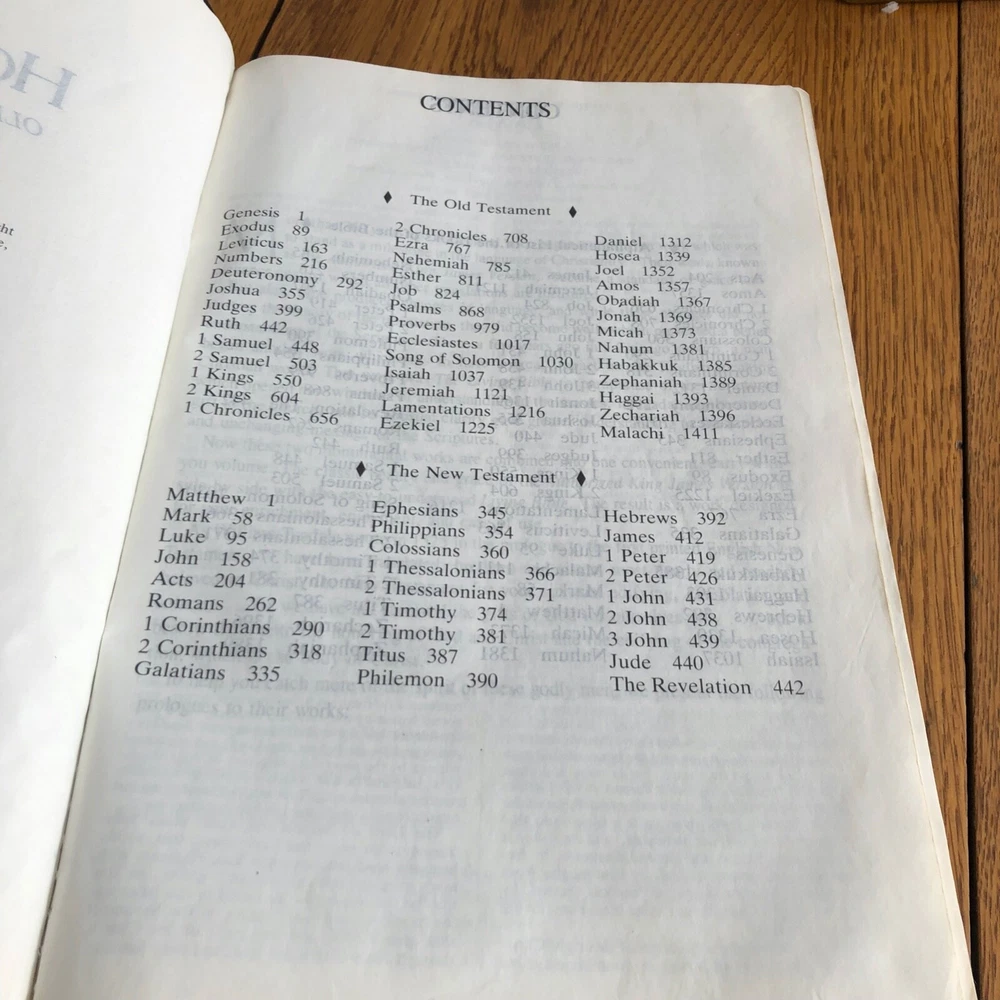 CONTENTS
♦ The Old Testament ♦
Genesis 1
Exodus 89
Leviticus 163
Numbers 216
Deuteronomy 292
Joshua 355
Judges 399
Ruth 442
1 Samuel 448
2 Samuel 503
1 Kings 550
2 Kings 604
1 Chronicles 656
2 Chronicles 708
Ezra 767
Nehemiah 785
Esther 811
Job 824
Psalms 868
Proverbs 979
Ecclesiastes 1017
Song of Solomon 1030
Isaiah 1037
Jeremiah 1121
Lamentations 1216
Ezekiel 1225
Daniel 1312
Hosea 1339
Joel 1352
Amos 1357
Obadiah 1367
Jonah 1369
Micah 1373
Nahum 1381
Habakkuk 1385
Zephaniah 1389
Haggai 1393
Zechariah 1396
Malachi 1411
♦ The New Testament ♦
Matthew 1
Mark 58
Luke 95
John 158
Acts 204
Romans 262
1 Corinthians 290
2 Corinthians 318
Galatians 335
Ephesians 345
Philippians 354
Colossians 360
1 Thessalonians 366
2 Thessalonians 371
1 Timothy 374
2 Timothy 381
Titus 387
Philemon 390
Hebrews 392
James 412
1 Peter 419
2 Peter 426
1 John 431
2 John 438
3 John 439
Jude 440
The Revelation 442